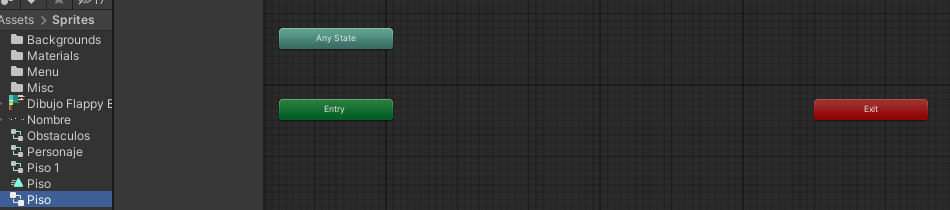 17
Assets > Sprites
Backgrounds
Materials
Menu
Misc
Dibujo Flappy B
Nombre
Obstaculos
Personaje
Piso 1
Piso
Piso
Any State
Entry
Exit